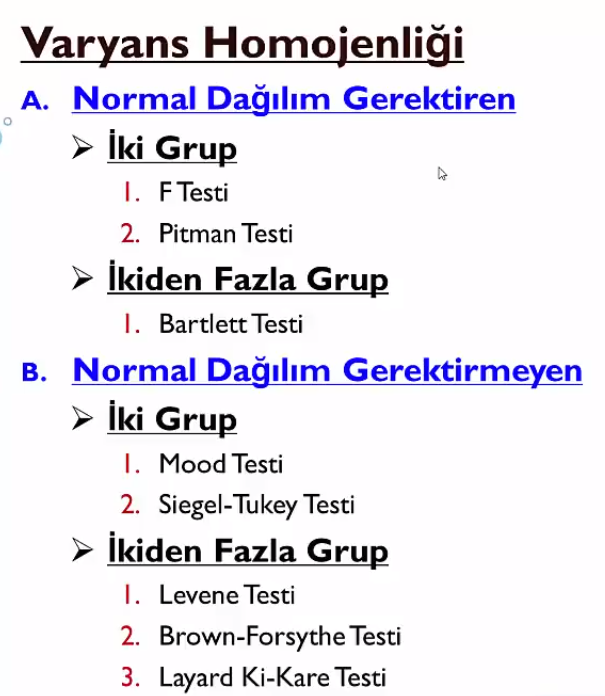 Varyans Homojenliği
A. Normal Dağılım Gerektiren
İki Grup
1. F Testi
2. Pitman Testi
İkiden Fazla Grup
1. Bartlett Testi
B. Normal Dağılım Gerektirmeyen
İki Grup
1. Mood Testi
2. Siegel-Tukey Testi
İkiden Fazla Grup
1. Levene Testi
2. Brown-Forsythe Testi
3. Layard Ki-Kare Testi